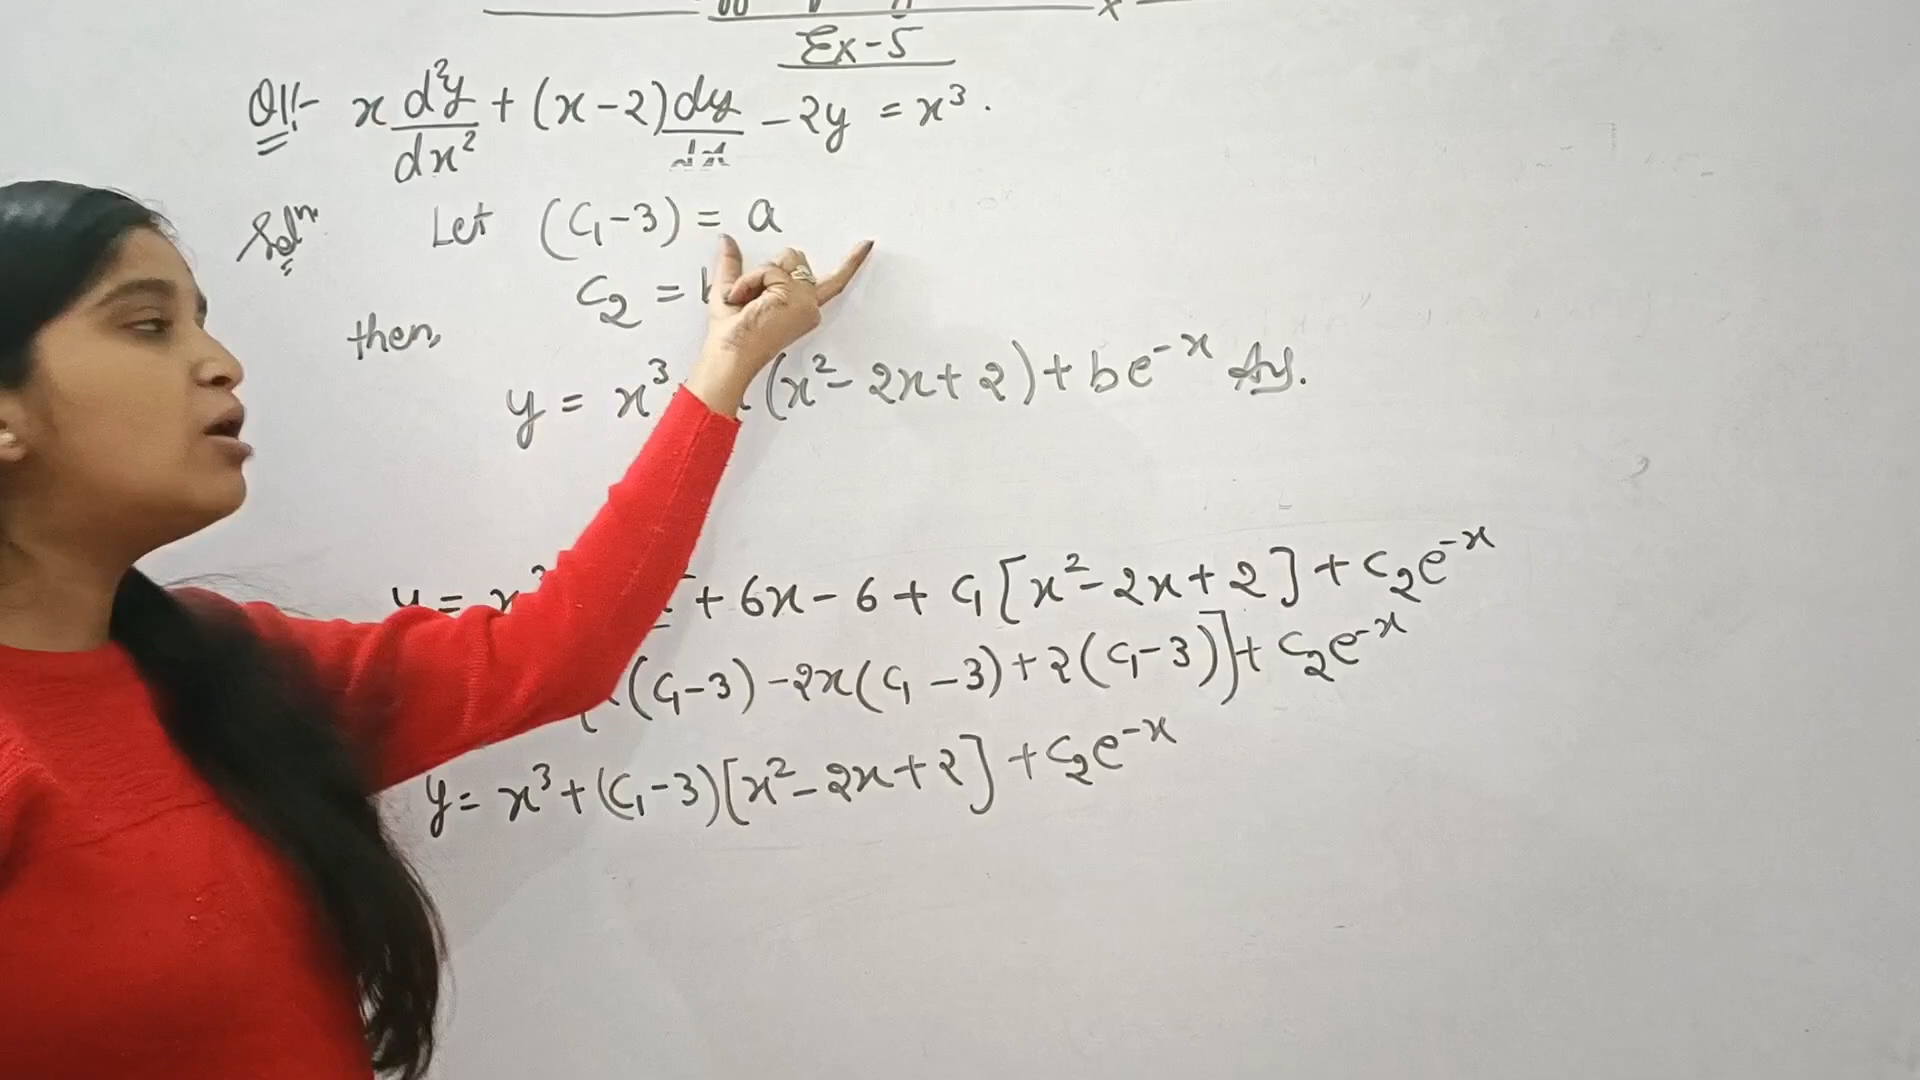 Ex-5
Q1:- x d²y/dx² + (x-2) dy/dx - 2y = x³.
Solⁿ Let (C₁-3) = a
C₂ =
then,
y = x³ (x² - 2x + 2) + be⁻ˣ Ans.
y = x³ + 6x - 6 + C₁[x² - 2x + 2] + C₂e⁻ˣ
(C₁-3) - 2x(C₁-3) + 2(C₁-3)] + C₂e⁻ˣ
y = x³ + (C₁-3)[x² - 2x + 2] + C₂e⁻ˣ